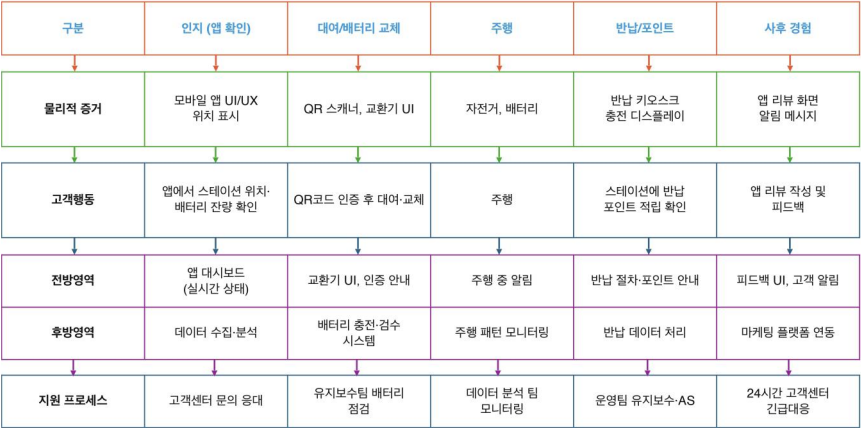 구분
인지 (앱 확인)
대여/배터리 교체
주행
반납/포인트
사후 경험
물리적 증거
모바일 앱 UI/UX
위치 표시
QR 스캐너, 교환기 UI
자전거, 배터리
반납 키오스크
충전 디스플레이
앱 리뷰 화면
알림 메시지
고객행동
앱에서 스테이션 위치·
배터리 잔량 확인
QR코드 인증 후 대여·교체
주행
스테이션에 반납
포인트 적립 확인
앱 리뷰 작성 및
피드백
전방영역
앱 대시보드
(실시간 상태)
교환기 UI, 인증 안내
주행 중 알림
반납 절차·포인트 안내
피드백 UI, 고객 알림
후방영역
데이터 수집·분석
배터리 충전·검수
시스템
주행 패턴 모니터링
반납 데이터 처리
마케팅 플랫폼 연동
지원 프로세스
고객센터 문의 응대
유지보수팀 배터리
점검
데이터 분석 팀
모니터링
운영팀 유지보수·AS
24시간 고객센터
긴급대응